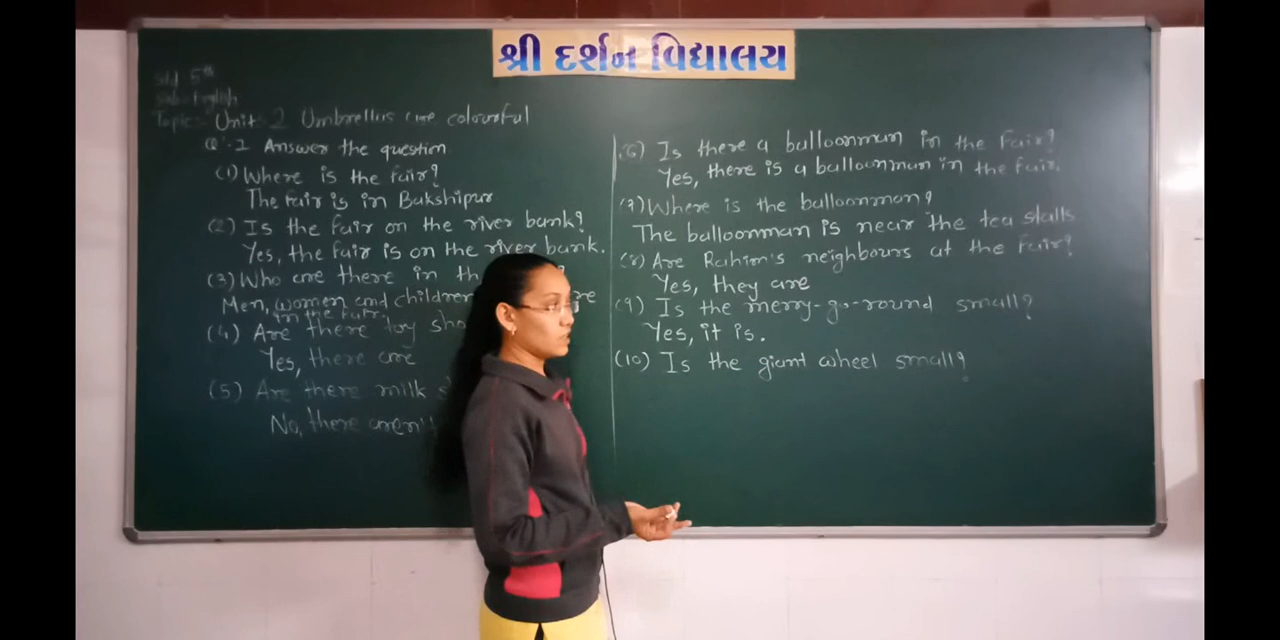 શ્રી દર્શન વિદ્યાલય
Std 5th
Sub:- English
Topic:- Unit:- 2 Umbrellas are colourful
Q.-I Answer the question
(1) Where is the fair?
The fair is in Bakshipur
(2) Is the fair on the river bank?
Yes, the fair is on the river bank.
(3) Who are there in the
Men, women and children
in the fair.
(4) Are there toy
Yes, there are
(5) Are there milk
No, there aren't
(6) Is there a balloonman in the fair?
Yes, there is a balloonman in the fair.
(7) Where is the balloonman?
The balloonman is near the tea stalls
(8) Are Rahim's neighbours at the fair?
Yes, they are
(9) Is the merry-go-round small?
Yes, it is.
(10) Is the giant wheel small?